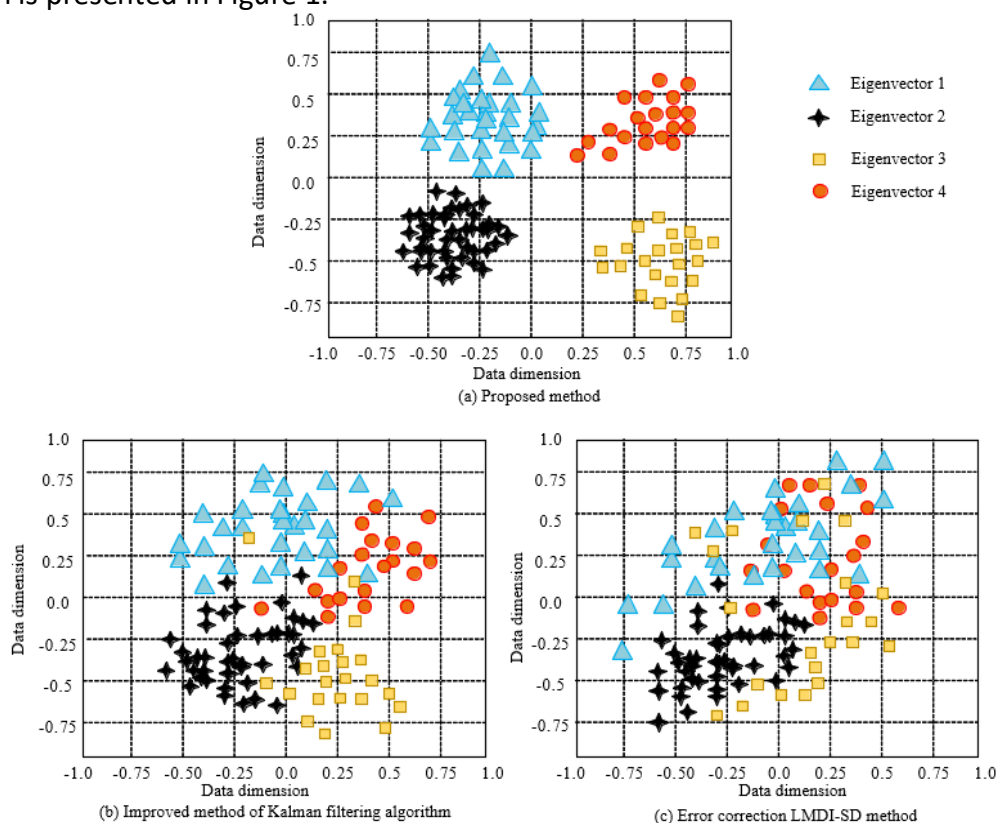 is presented in Figure 1.
1.0
0.75
0.5
0.25
0.0
-0.25
-0.5
-0.75
Data dimension
-1.0 -0.75 -0.50 -0.25 0.0 0.25 0.5 0.75 1.0
Data dimension
(a) Proposed method
Eigenvector 1
Eigenvector 2
Eigenvector 3
Eigenvector 4
1.0
0.75
0.5
0.25
0.0
-0.25
-0.5
-0.75
Data dimension
-1.0 -0.75 -0.50 -0.25 0.0 0.25 0.5 0.75 1.0
Data dimension
(b) Improved method of Kalman filtering algorithm
1.0
0.75
0.5
0.25
0.0
-0.25
-0.5
-0.75
Data dimension
-1.0 -0.75 -0.50 -0.25 0.0 0.25 0.5 0.75 1.0
Data dimension
(c) Error correction LMDI-SD method